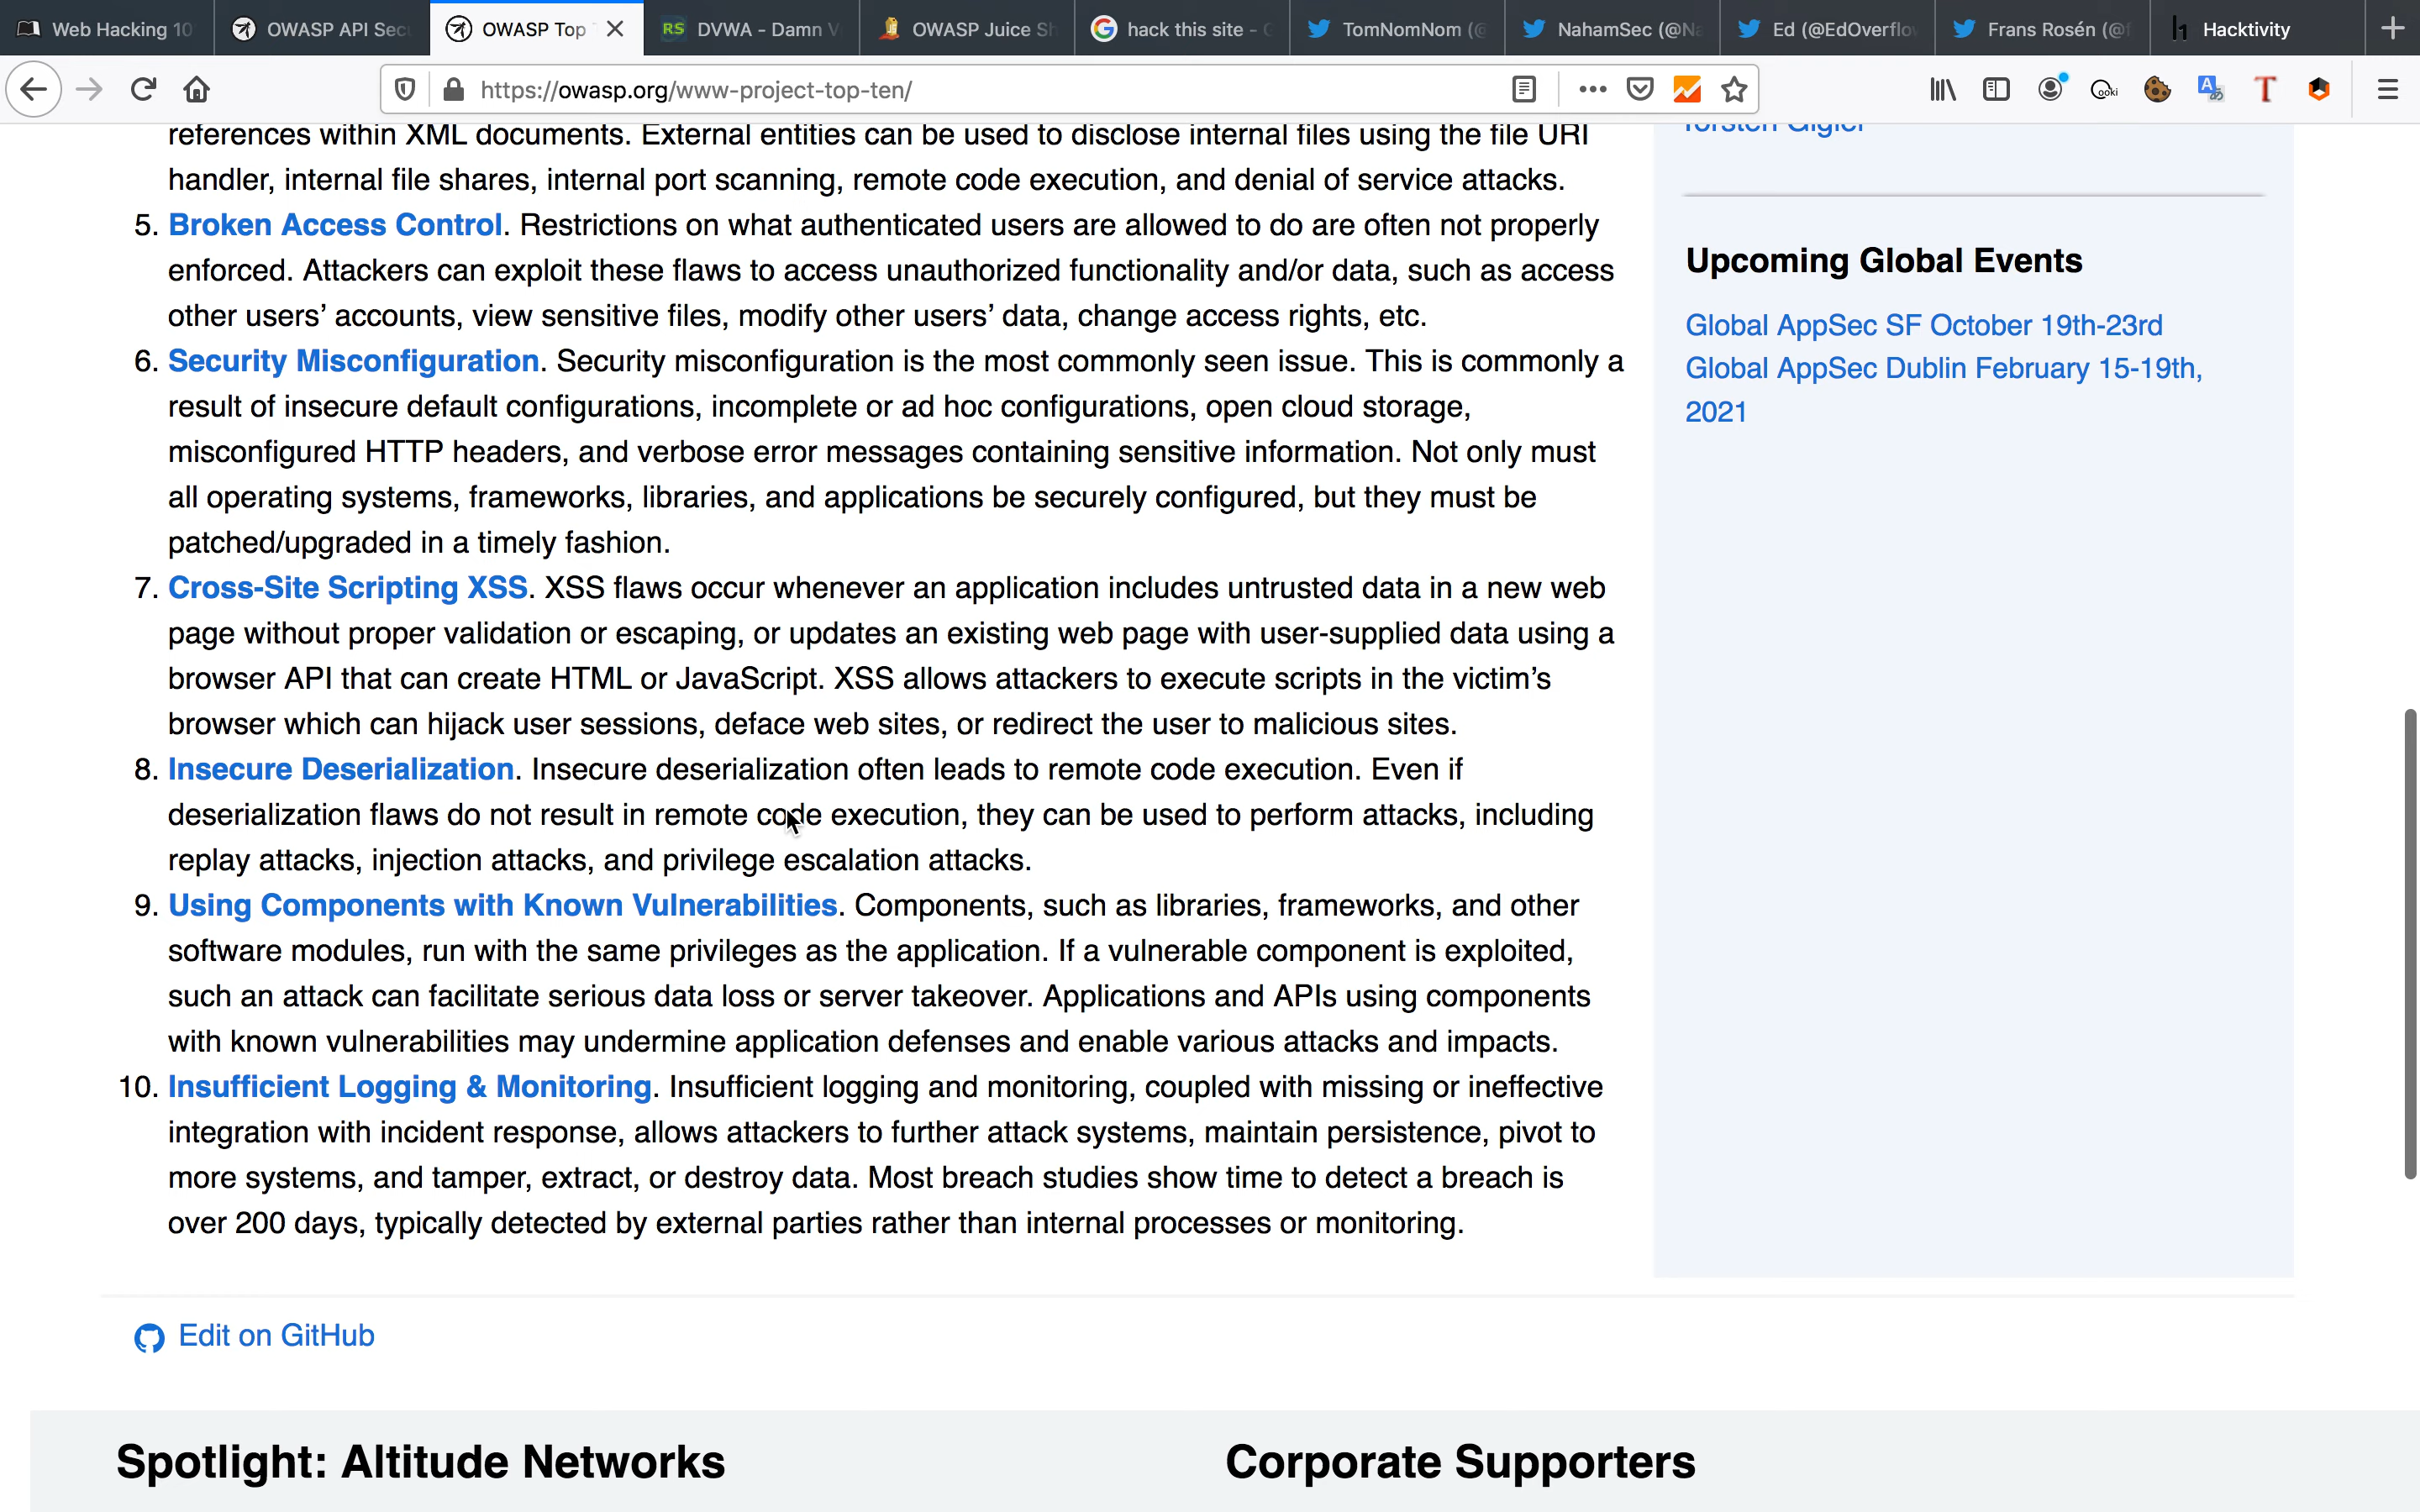 Web Hacking 10
OWASP API Sec
OWASP Top
DVWA - Damn V
OWASP Juice Sh
hack this site - G
TomNomNom (@
NahamSec (@Na
Ed (@EdOverflo
Frans Rosén (@f
Hacktivity
https://owasp.org/www-project-top-ten/
references within XML documents. External entities can be used to disclose internal files using the file URI
handler, internal file shares, internal port scanning, remote code execution, and denial of service attacks.
5. Broken Access Control. Restrictions on what authenticated users are allowed to do are often not properly
enforced. Attackers can exploit these flaws to access unauthorized functionality and/or data, such as access
other users’ accounts, view sensitive files, modify other users’ data, change access rights, etc.
6. Security Misconfiguration. Security misconfiguration is the most commonly seen issue. This is commonly a
result of insecure default configurations, incomplete or ad hoc configurations, open cloud storage,
misconfigured HTTP headers, and verbose error messages containing sensitive information. Not only must
all operating systems, frameworks, libraries, and applications be securely configured, but they must be
patched/upgraded in a timely fashion.
7. Cross-Site Scripting XSS. XSS flaws occur whenever an application includes untrusted data in a new web
page without proper validation or escaping, or updates an existing web page with user-supplied data using a
browser API that can create HTML or JavaScript. XSS allows attackers to execute scripts in the victim’s
browser which can hijack user sessions, deface web sites, or redirect the user to malicious sites.
8. Insecure Deserialization. Insecure deserialization often leads to remote code execution. Even if
deserialization flaws do not result in remote code execution, they can be used to perform attacks, including
replay attacks, injection attacks, and privilege escalation attacks.
9. Using Components with Known Vulnerabilities. Components, such as libraries, frameworks, and other
software modules, run with the same privileges as the application. If a vulnerable component is exploited,
such an attack can facilitate serious data loss or server takeover. Applications and APIs using components
with known vulnerabilities may undermine application defenses and enable various attacks and impacts.
10. Insufficient Logging & Monitoring. Insufficient logging and monitoring, coupled with missing or ineffective
integration with incident response, allows attackers to further attack systems, maintain persistence, pivot to
more systems, and tamper, extract, or destroy data. Most breach studies show time to detect a breach is
over 200 days, typically detected by external parties rather than internal processes or monitoring.
Torsten Gigler
Upcoming Global Events
Global AppSec SF October 19th-23rd
Global AppSec Dublin February 15-19th,
2021
Edit on GitHub
Spotlight: Altitude Networks
Corporate Supporters